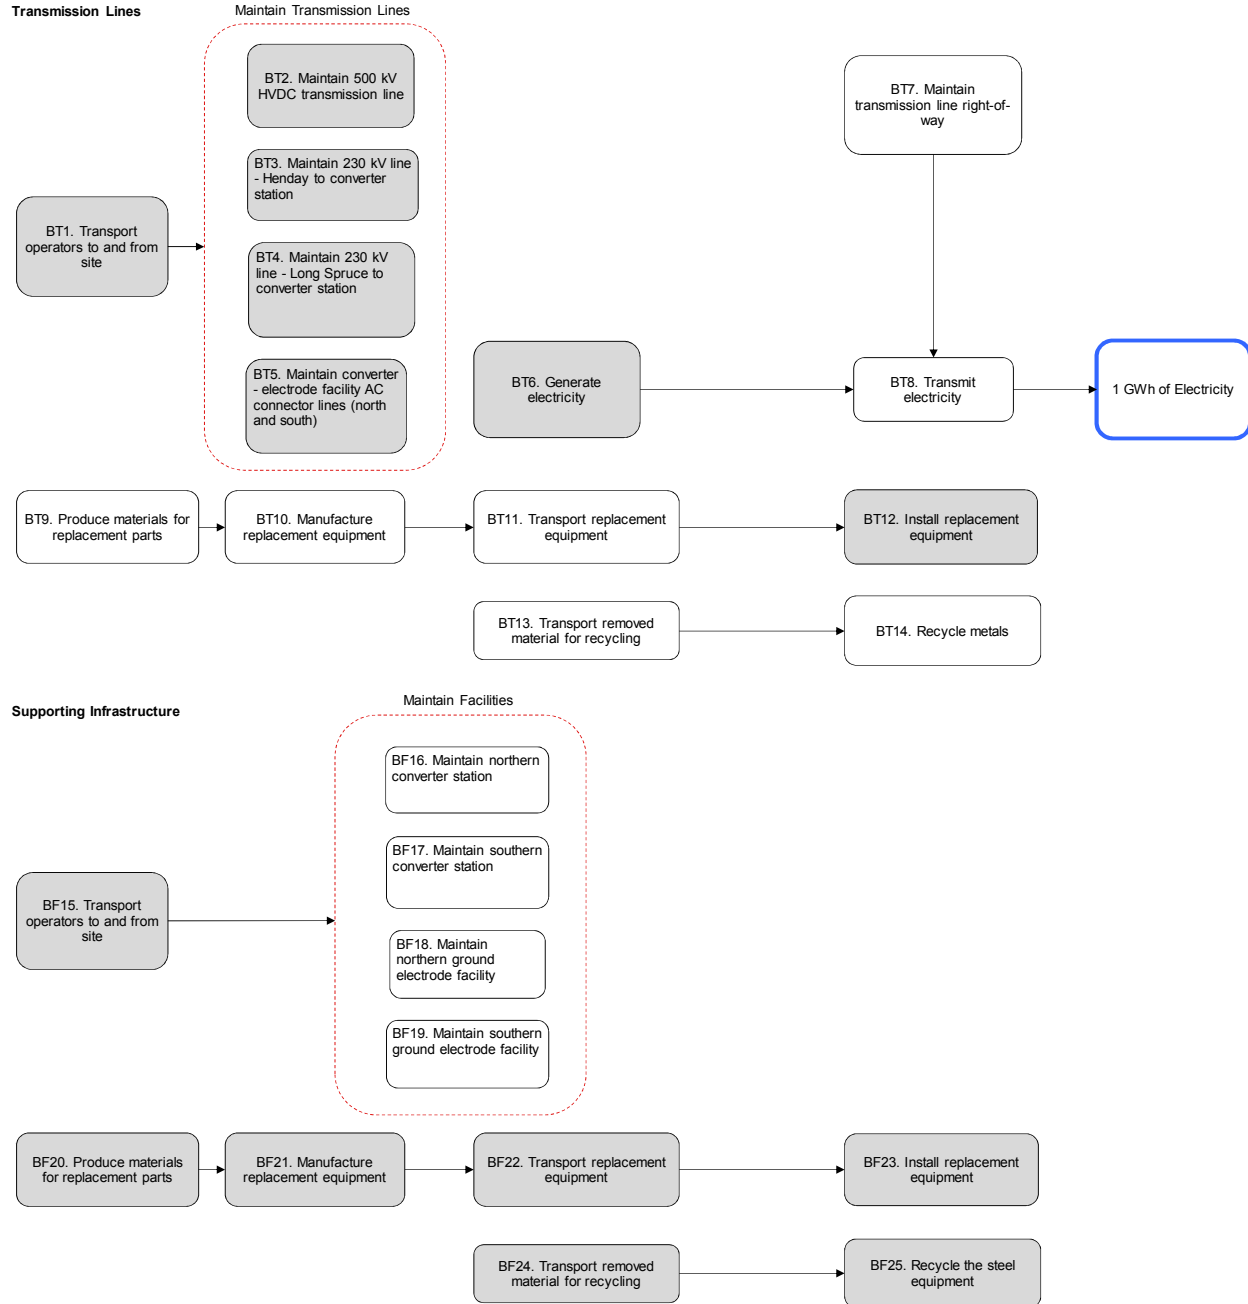 Transmission Lines
Maintain Transmission Lines
BT2. Maintain 500 kV
HVDC transmission line
BT7. Maintain
transmission line right-of-
way
BT3. Maintain 230 kV line
- Henday to converter
station
BT1. Transport
operators to and from
site
BT4. Maintain 230 kV
line - Long Spruce to
converter station
BT5. Maintain converter
- electrode facility AC
connector lines (north
and south)
BT6. Generate
electricity
BT8. Transmit
electricity
1 GWh of Electricity
BT9. Produce materials for
replacement parts
BT10. Manufacture
replacement equipment
BT11. Transport replacement
equipment
BT12. Install replacement
equipment
BT13. Transport removed
material for recycling
BT14. Recycle metals
Supporting Infrastructure
Maintain Facilities
BF16. Maintain northern
converter station
BF17. Maintain southern
converter station
BF15. Transport
operators to and from
site
BF18. Maintain
northern ground
electrode facility
BF19. Maintain southern
ground electrode facility
BF20. Produce materials
for replacement parts
BF21. Manufacture
replacement equipment
BF22. Transport replacement
equipment
BF23. Install replacement
equipment
BF24. Transport removed
material for recycling
BF25. Recycle the steel
equipment